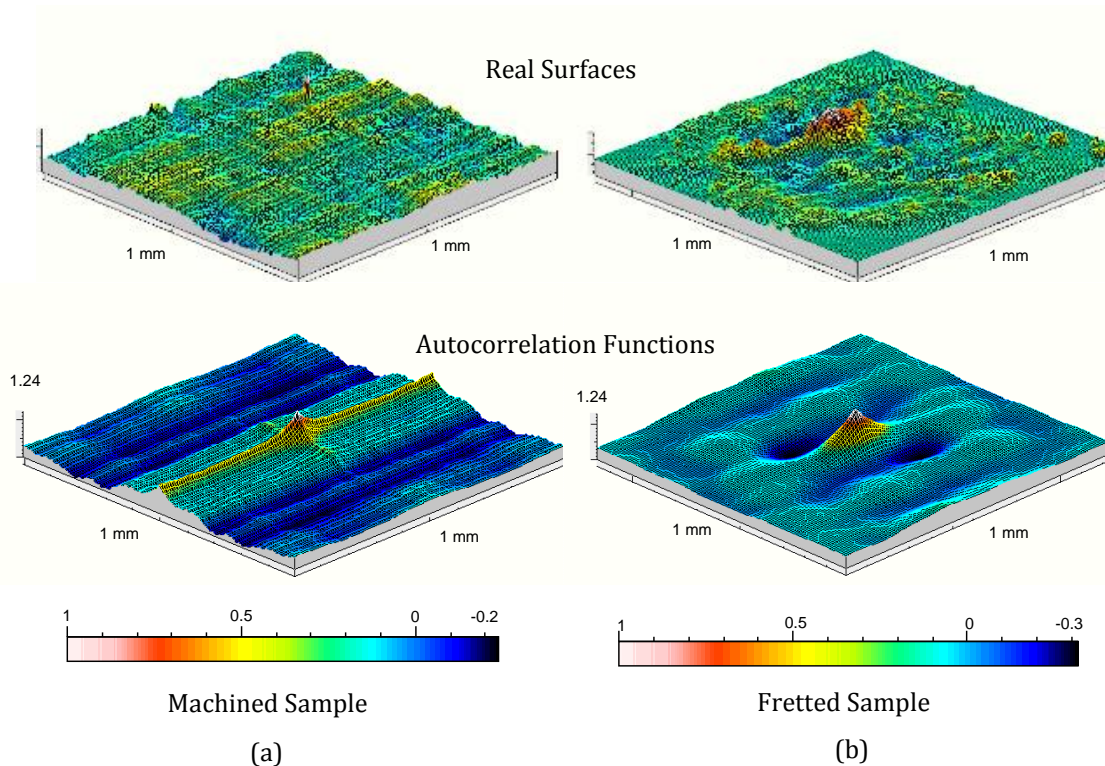 Real Surfaces
1 mm
1 mm
1 mm
1 mm
Autocorrelation Functions
1.24
1.24
1 mm
1 mm
1 mm
1 mm
1 0.5 0 -0.2
1 0.5 0 -0.3
Machined Sample
Fretted Sample
(a)
(b)